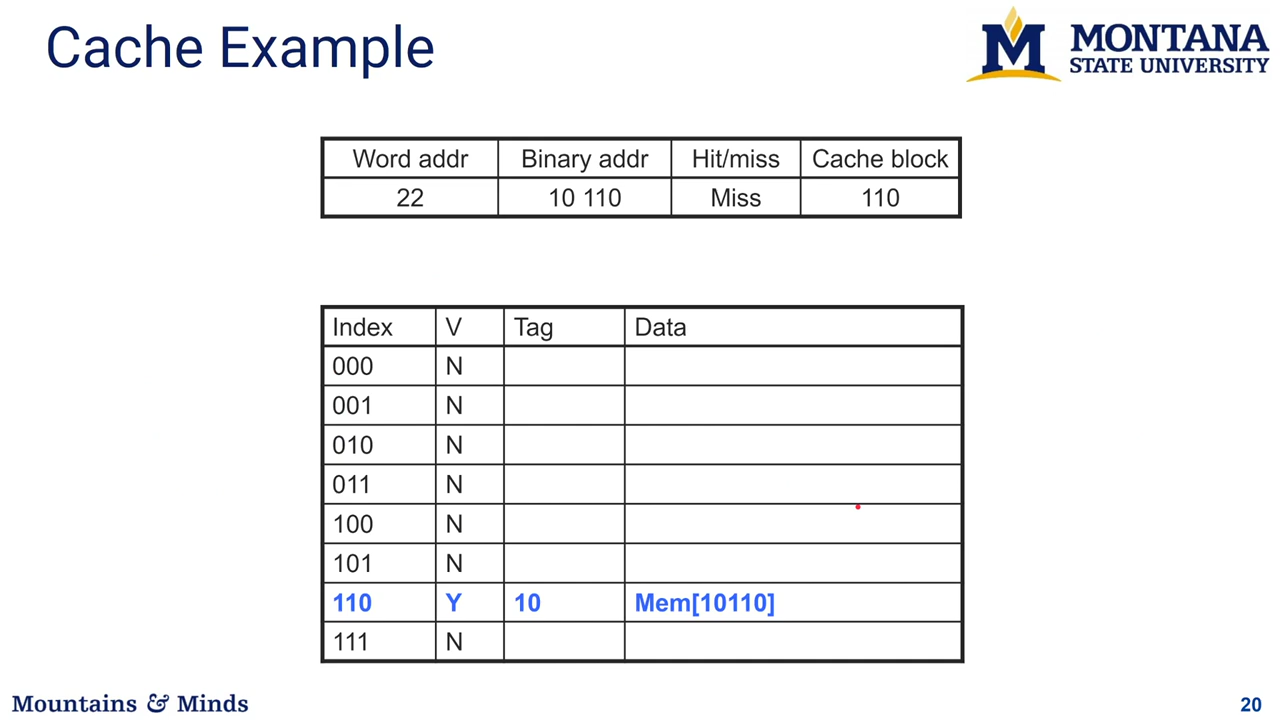 Cache Example
MONTANA
STATE UNIVERSITY
Word addr Binary addr Hit/miss Cache block
22 10 110 Miss 110
Index V Tag Data
000 N
001 N
010 N
011 N
100 N
101 N
110 Y 10 Mem[10110]
111 N
Mountains & Minds
20